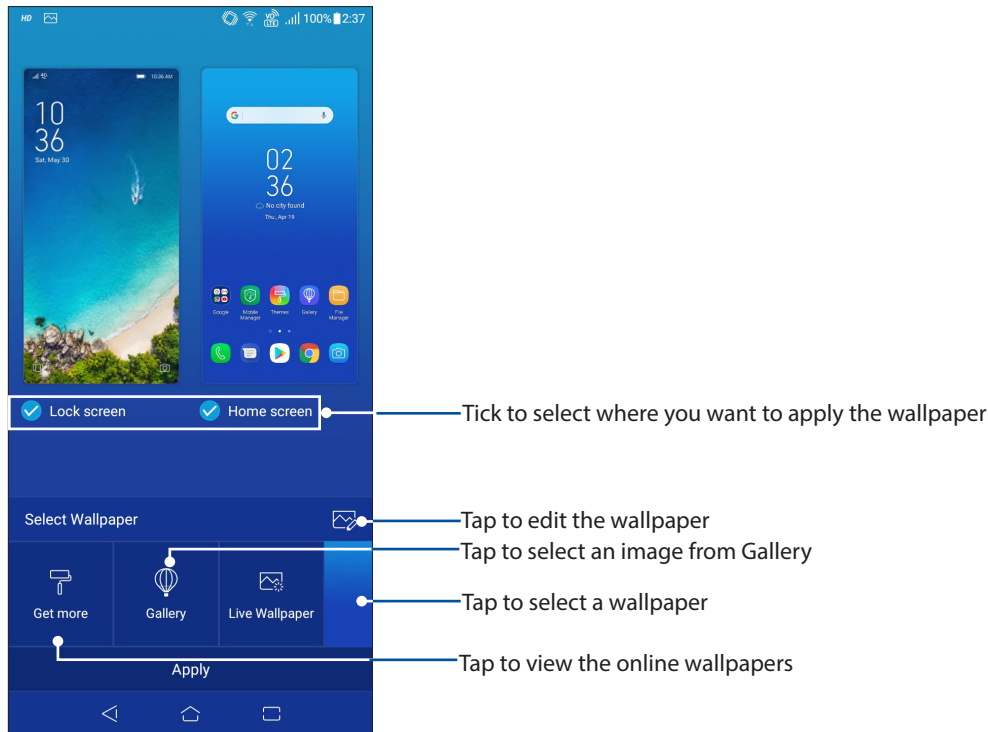 HD VO LTE 100% 2:37
4G 10:36 AM
10
36
Sat, May 30
G
02
36
No city found
Thu, Apr 19
Google Mobile Manager Themes Gallery File Manager
Lock screen Home screen
Tick to select where you want to apply the wallpaper
Select Wallpaper
Tap to edit the wallpaper
Tap to select an image from Gallery
Get more Gallery Live Wallpaper
Tap to select a wallpaper
Tap to view the online wallpapers
Apply